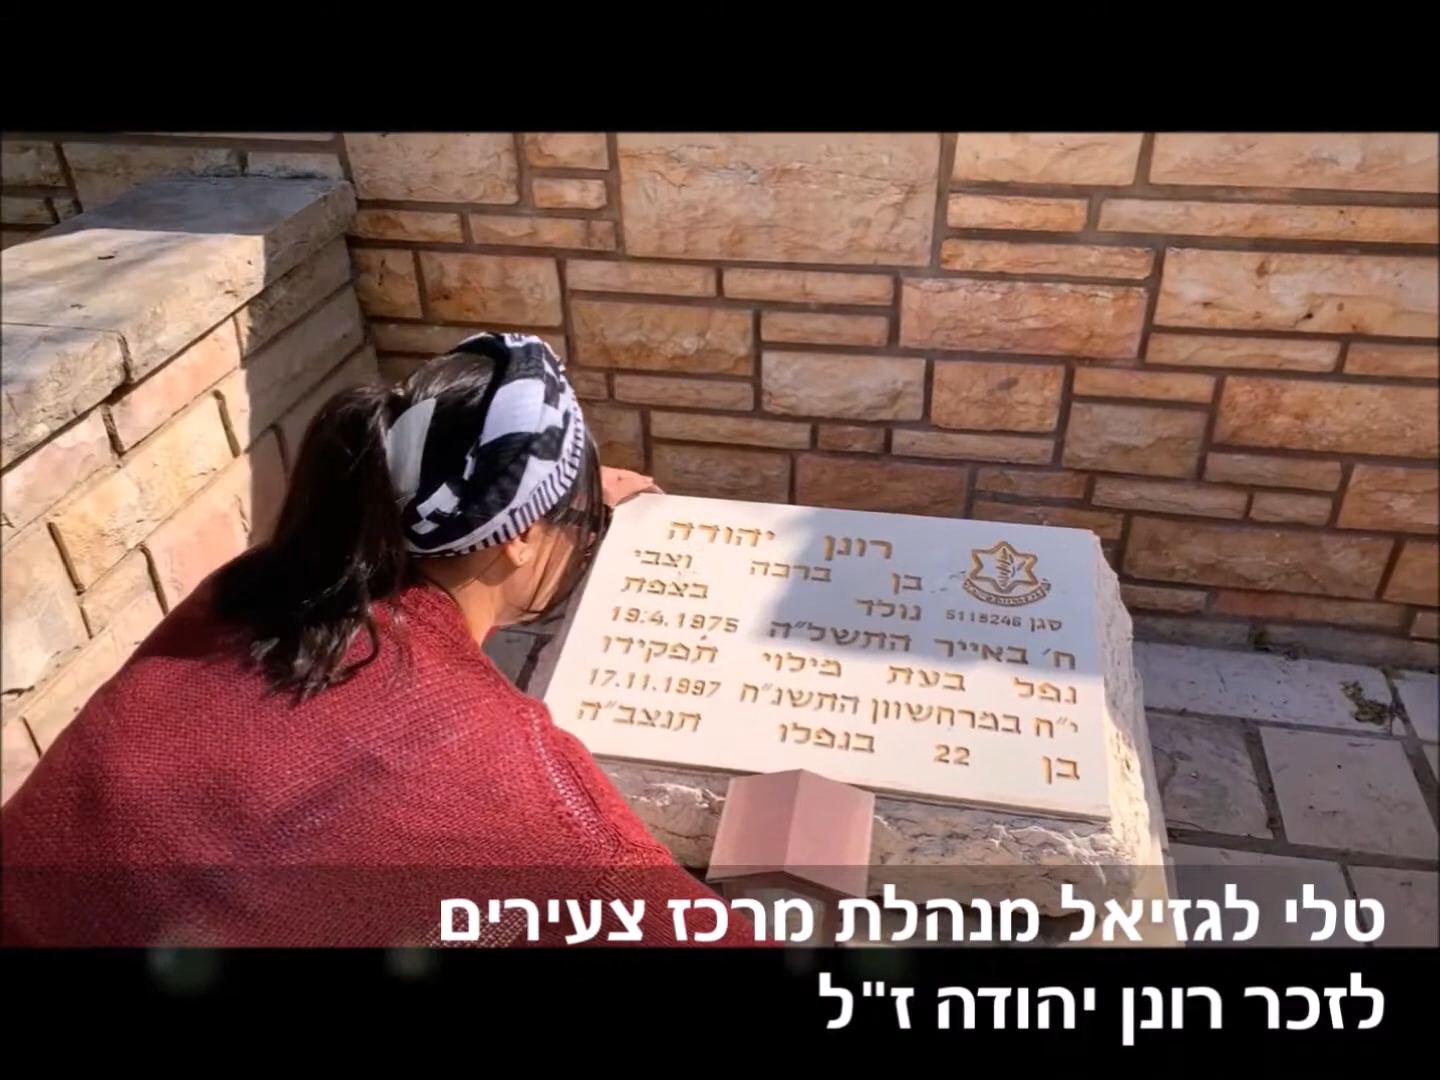 רונן יהודה
בן ברכה וצבי
נולד בצפת
סגן 5115246
ח׳ באייר התשל״ה 19.4.1975
נפל בעת מילוי תפקידו
י״ח במרחשוון התשנ״ח 17.11.1997
בן 22 בנפלו תנצב״ה
טלי לגזיאל מנהלת מרכז צעירים
לזכר רונן יהודה ז"ל